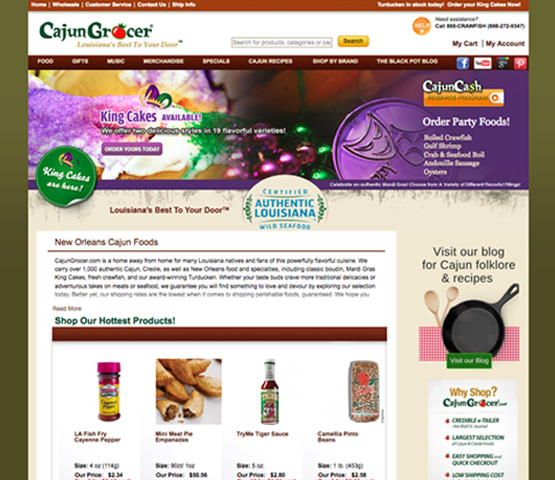 Home | Wholesale | Customer Service | Contact Us | Ship Info
Turducken in stock today! Order your King Cakes Now!
CajunGrocer®
Louisiana's Best To Your Door™
Search for products, categories or pag
Search
HELP
Need assistance?
Call 888-CRAWFISH (888-272-9347)
My Cart | My Account
FOOD GIFTS MUSIC MERCHANDISE SPECIALS CAJUN RECIPES SHOP BY BRAND THE BLACK POT BLOG
King Cakes AVAILABLE!
We offer two delicious styles in 19 flavorful varieties!
ORDER YOURS TODAY
King Cakes
are here!
CajunCash
REWARDS PROGRAM
Order Party Foods!
Boiled Crawfish
Gulf Shrimp
Crab & Seafood Boil
Andouille Sausage
Oysters
Celebrate on authentic Mardi Gras! Choose from A Variety of Different Flavorful Fillings!
Louisiana's Best To Your Door™
CERTIFIED
AUTHENTIC
LOUISIANA
WILD SEAFOOD
New Orleans Cajun Foods
CajunGrocer.com is a home away from home for many Louisiana natives and fans of this powerfully flavorful cuisine. We
carry over 1,000 authentic Cajun, Creole, as well as New Orleans food and specialties, including classic boudin, Mardi Gras
King Cakes, fresh crawfish, and our award-winning Turducken. Whether your taste buds crave more traditional delicacies or
adventurous takes on meats or seafood, we guarantee you will find something to love and devour by exploring our selection
today. Better yet, our shipping rates are the lowest when it comes to shipping perishable foods, guaranteed. We hope you
Read More
Shop Our Hottest Products!
LA Fish Fry
Cayenne Pepper
Size: 4 oz (114g)
Our Price: $2.34
Mini Meat Pie
Empanadas
Size: 90ct/ 1oz
Our Price: $50.56
TryMe Tiger Sauce
Size: 5 oz.
Our Price: $2.80
Camellia Pinto
Beans
Size: 1 lb. (453g)
Our Price: $2.58
Visit our blog
for Cajun folklore
& recipes
Visit our Blog
Why Shop?
CajunGrocer.com
CREDIBLE e-TAILER
-the Wall St. Journal
LARGEST SELECTION
of Cajun & Creole Foods
EASY SHOPPING and
QUICK CHECKOUT
LOWEST SHIPPING COST